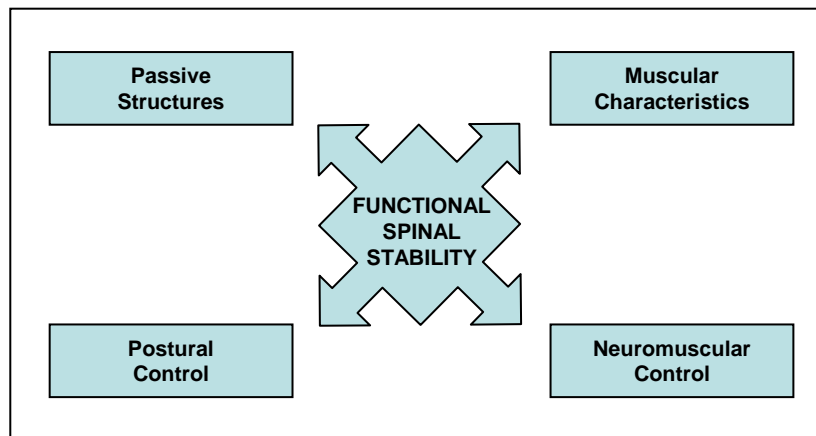 Passive
Structures
Muscular
Characteristics
FUNCTIONAL
SPINAL
STABILITY
Postural
Control
Neuromuscular
Control